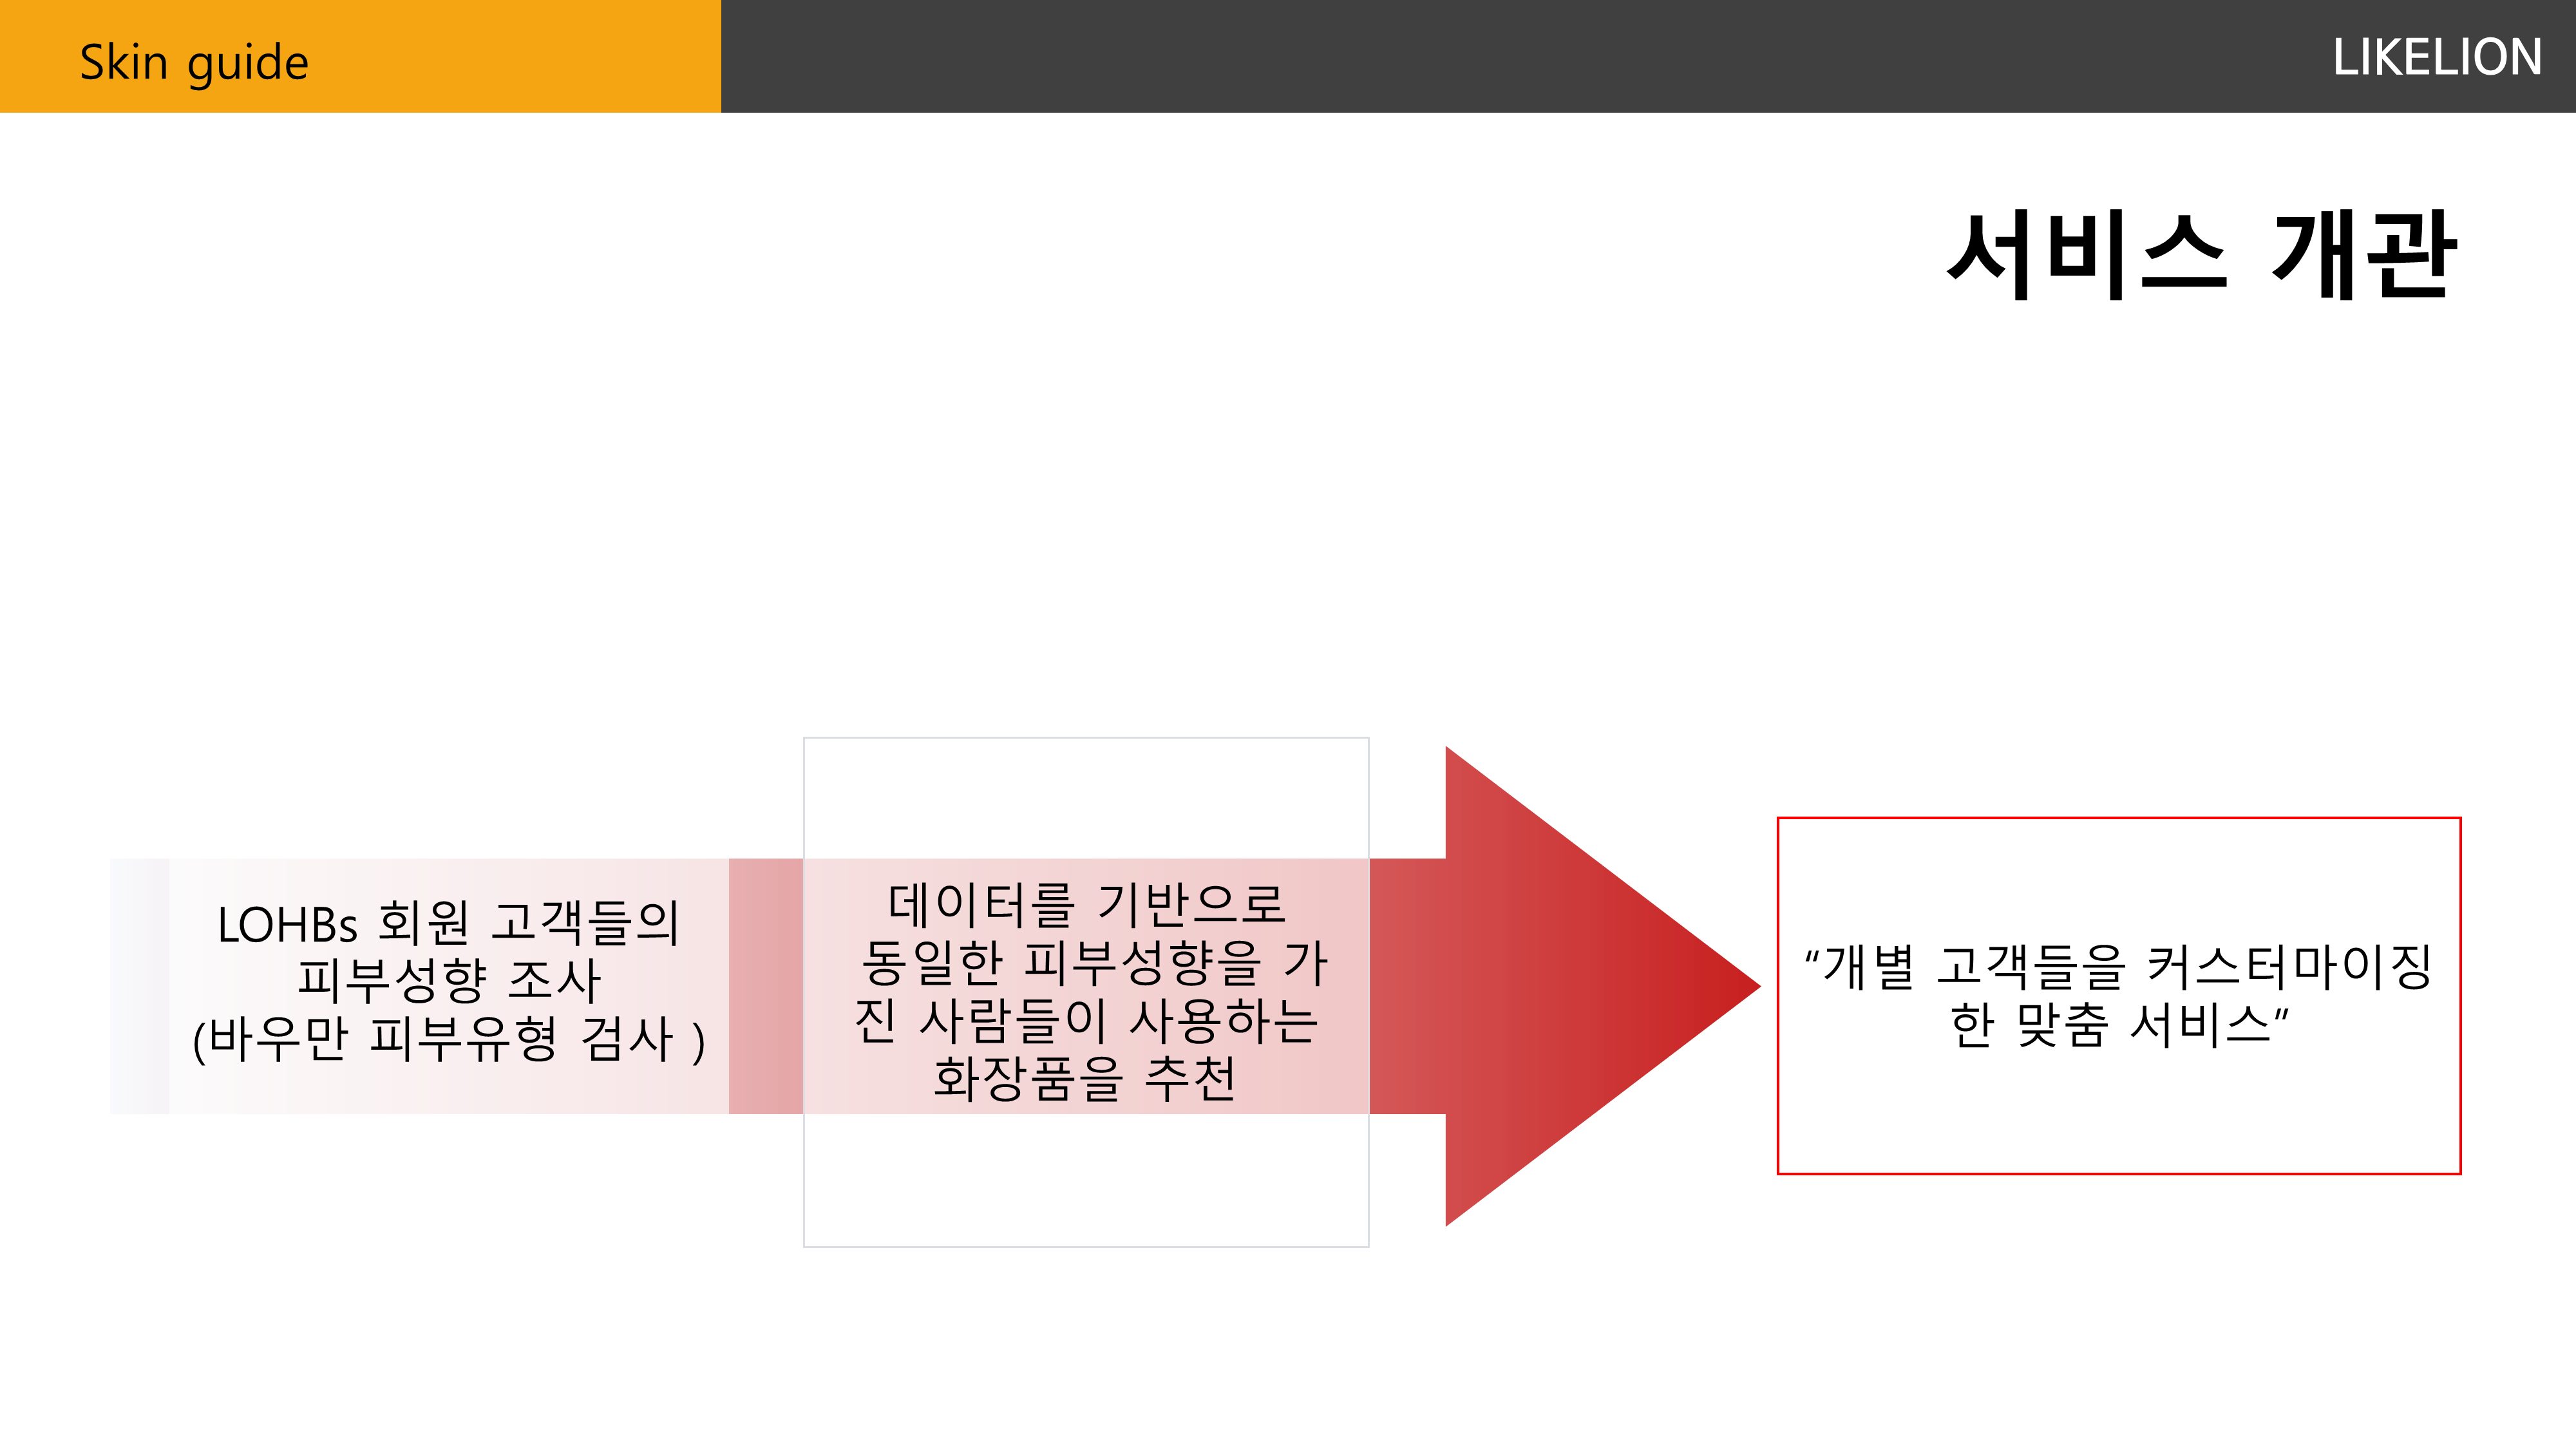 Skin guide
LIKELION
서비스 개관
LOHBs 회원 고객들의
피부성향 조사
(바우만 피부유형 검사 )
데이터를 기반으로
동일한 피부성향을 가
진 사람들이 사용하는
화장품을 추천
“개별 고객들을 커스터마이징
한 맞춤 서비스”